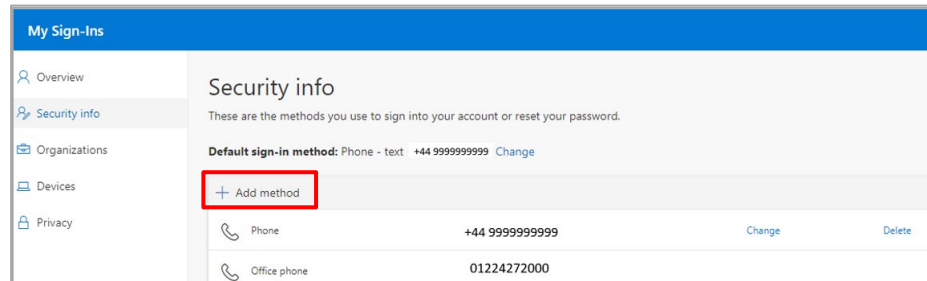 My Sign-Ins
Overview
Security info
Organizations
Devices
Privacy
Security info
These are the methods you use to sign into your account or reset your password.
Default sign-in method: Phone - text +44 9999999999 Change
+ Add method
Phone +44 9999999999 Change Delete
Office phone 01224272000